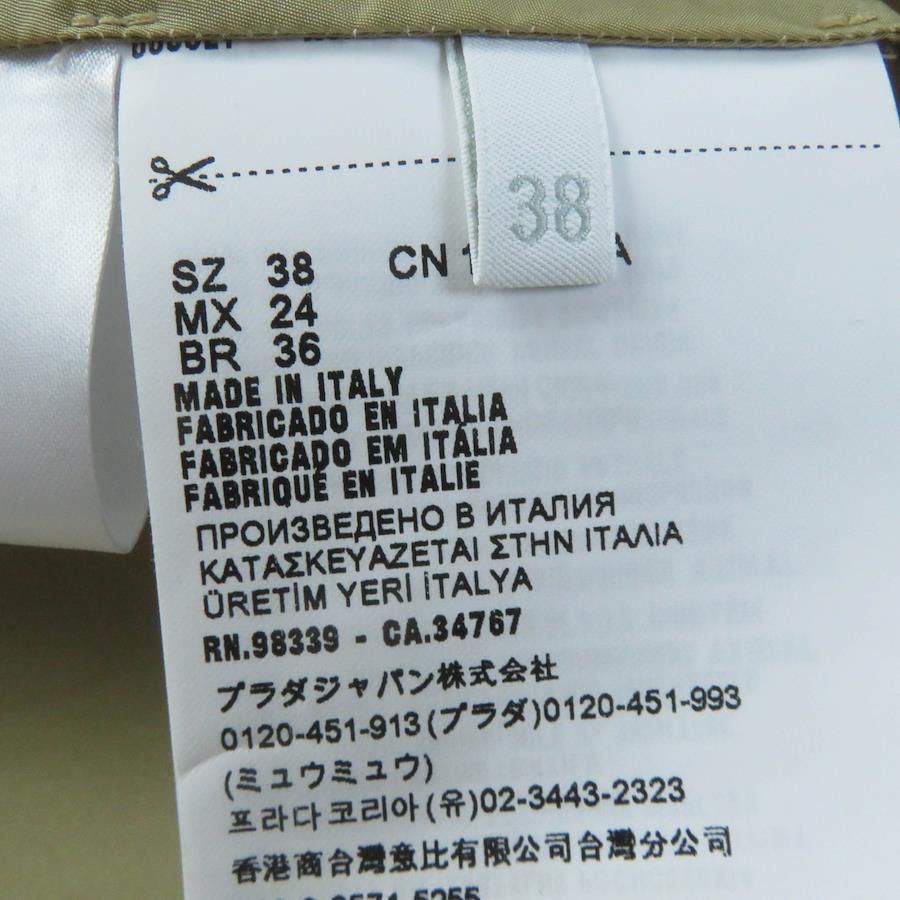 38
SZ 38 CN
MX 24
BR 36
MADE IN ITALY
FABRICADO EN ITALIA
FABRICADO EM ITÁLIA
FABRIQUÉ EN ITALIE
ПРОИЗВЕДЕНО В ИТАЛИЯ
ΚΑΤΑΣΚΕΥΑΖΕΤΑΙ ΣΤΗΝ ΙΤΑΛΙΑ
ÜRETİM YERİ İTALYA
RN.98339 - CA.34767
プラダジャパン株式会社
0120-451-913(プラダ)0120-451-993
(ミュウミュウ)
프라다코리아(유)02-3443-2323
香港商台灣意比有限公司台灣分公司